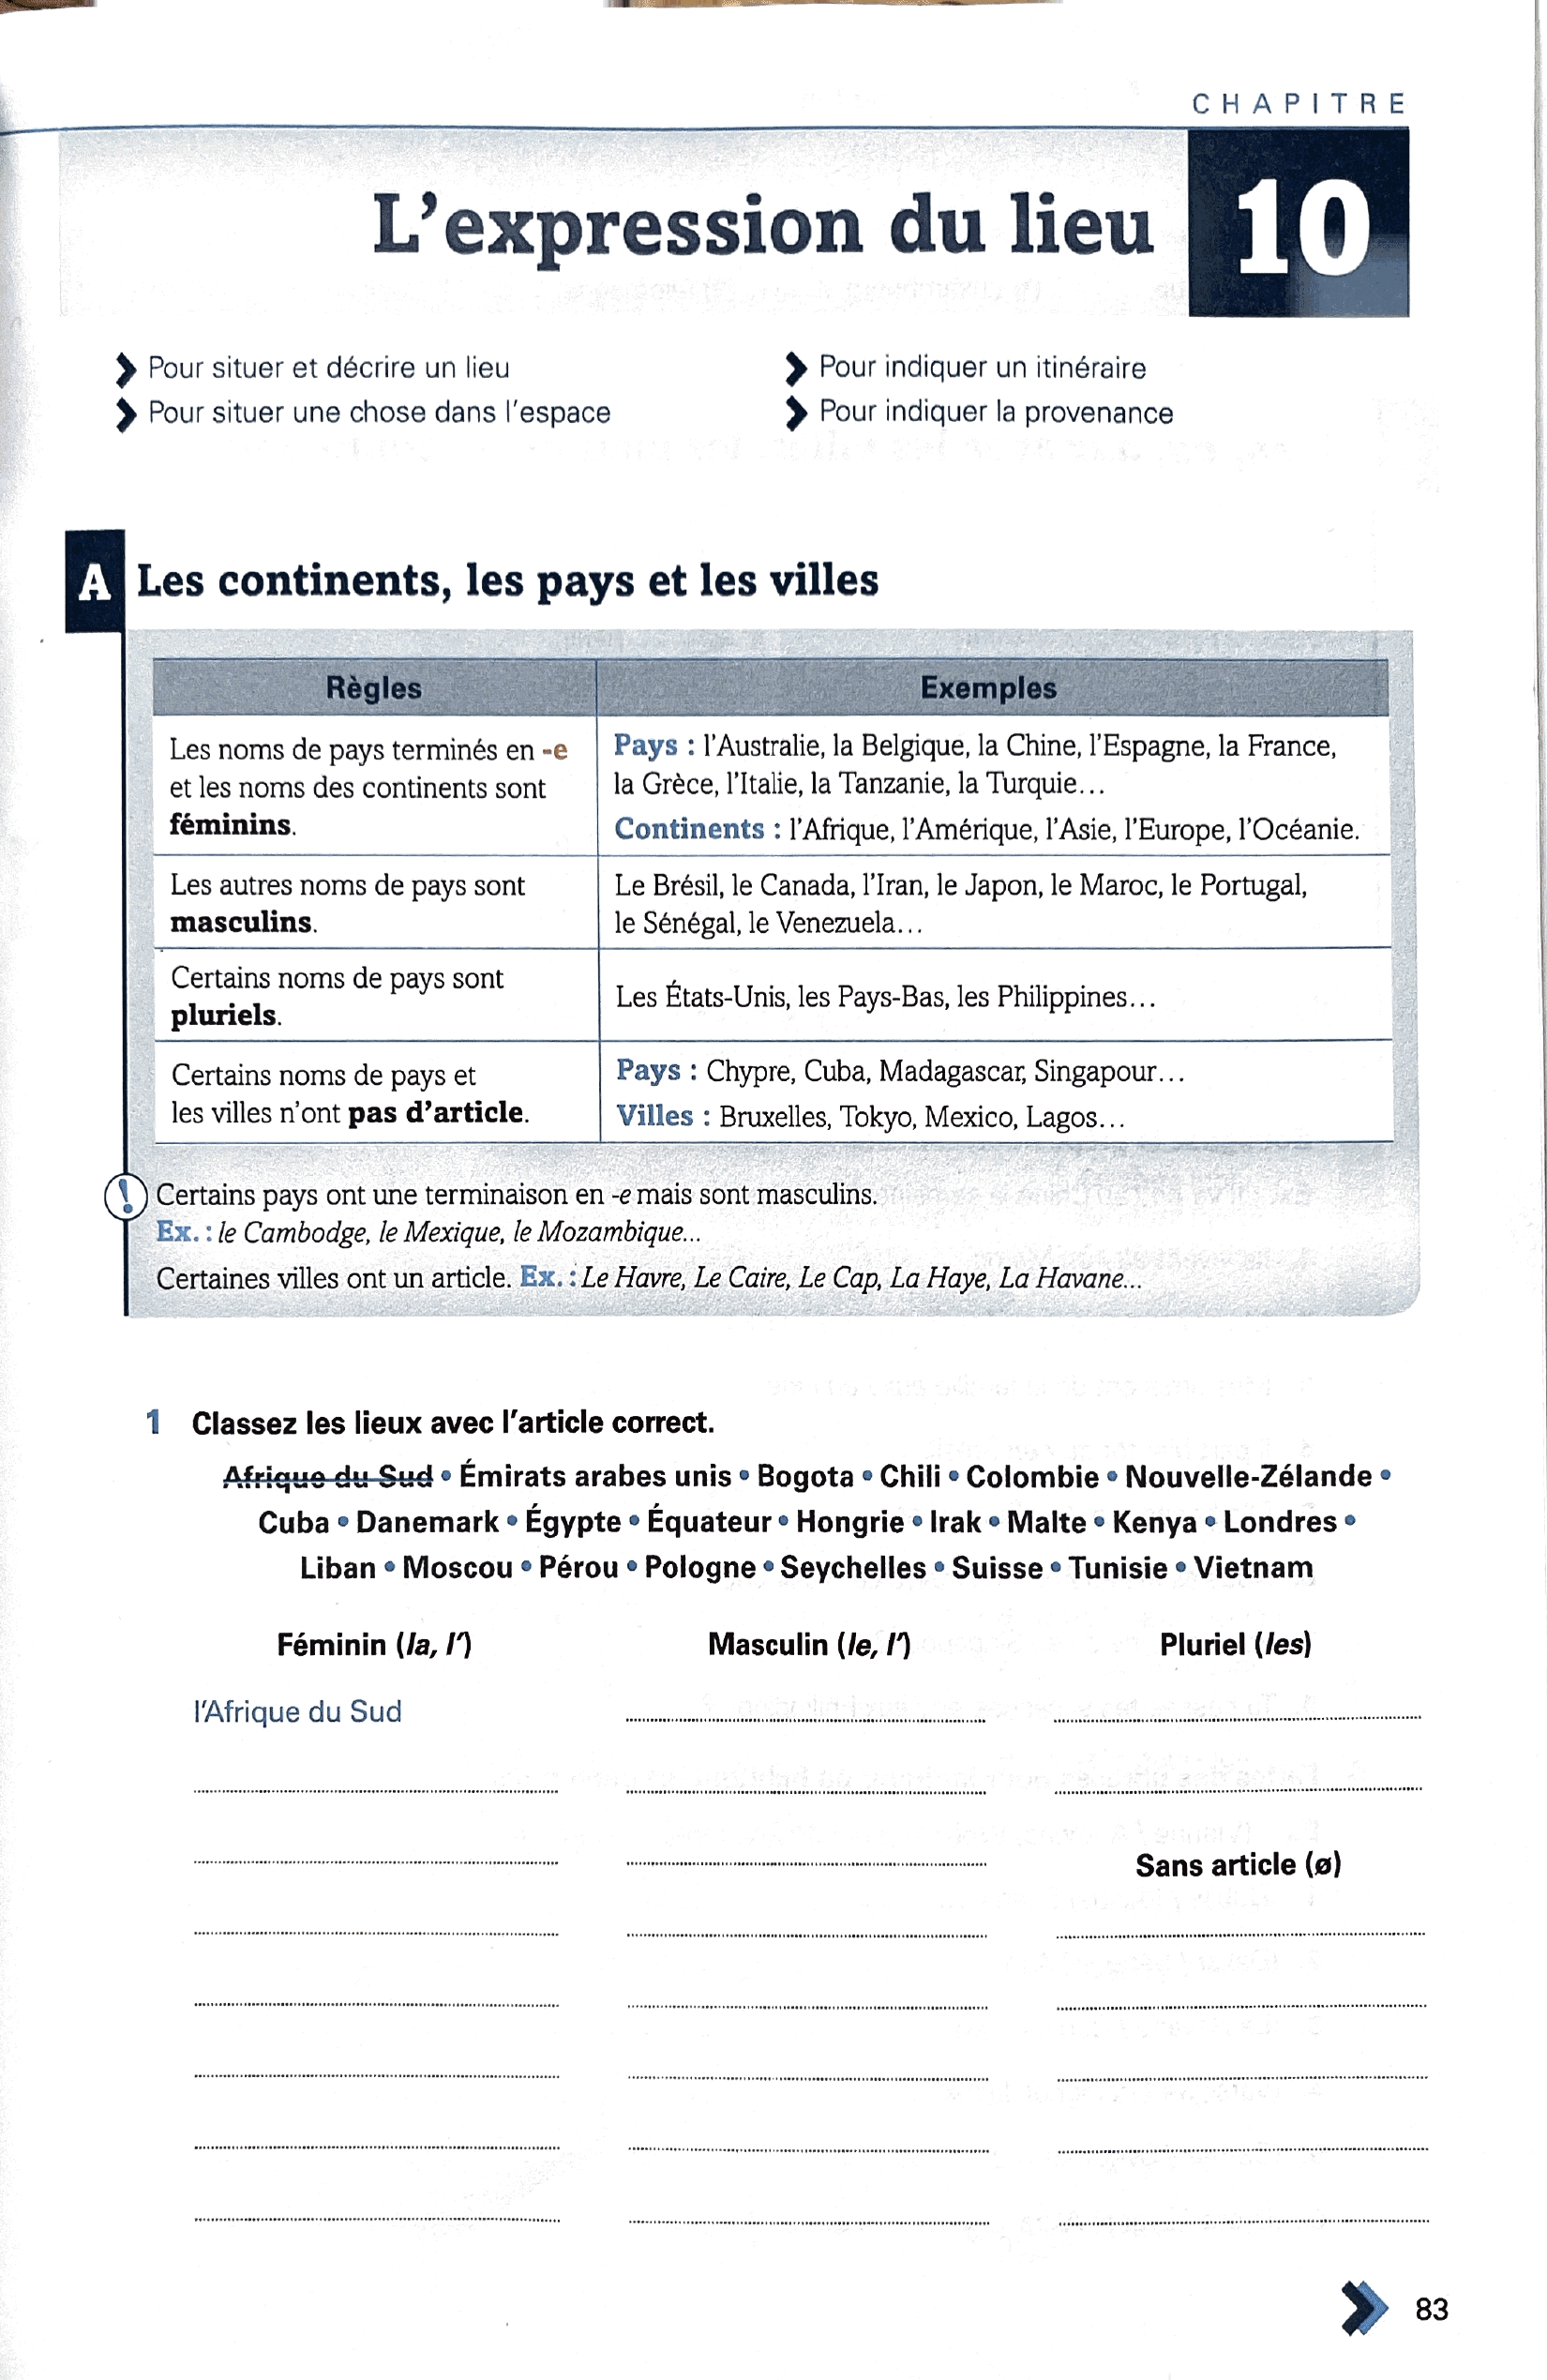 CHAPITRE
L'expression du lieu 10
Pour situer et décrire un lieu
Pour situer une chose dans l'espace
Pour indiquer un itinéraire
Pour indiquer la provenance
A Les continents, les pays et les villes
Règles Exemples
Les noms de pays terminés en -e
et les noms des continents sont
féminins.
Pays : l'Australie, la Belgique, la Chine, l'Espagne, la France,
la Grèce, l'Italie, la Tanzanie, la Turquie...
Continents : l'Afrique, l'Amérique, l'Asie, l'Europe, l'Océanie.
Les autres noms de pays sont
masculins.
Le Brésil, le Canada, l'Iran, le Japon, le Maroc, le Portugal,
le Sénégal, le Venezuela...
Certains noms de pays sont
pluriels.
Les États-Unis, les Pays-Bas, les Philippines...
Certains noms de pays et
les villes n'ont pas d'article.
Pays : Chypre, Cuba, Madagascar, Singapour...
Villes : Bruxelles, Tokyo, Mexico, Lagos...
! Certains pays ont une terminaison en -e mais sont masculins.
Ex. : le Cambodge, le Mexique, le Mozambique...
Certaines villes ont un article. Ex. : Le Havre, Le Caire, Le Cap, La Haye, La Havane...
1 Classez les lieux avec l'article correct.
Afrique du Sud • Émirats arabes unis • Bogota • Chili • Colombie • Nouvelle-Zélande •
Cuba • Danemark • Égypte • Équateur • Hongrie • Irak • Malte • Kenya • Londres •
Liban • Moscou • Pérou • Pologne • Seychelles • Suisse • Tunisie • Vietnam
Féminin (la, l') Masculin (le, l') Pluriel (les)
l'Afrique du Sud
Sans article (ø)
83